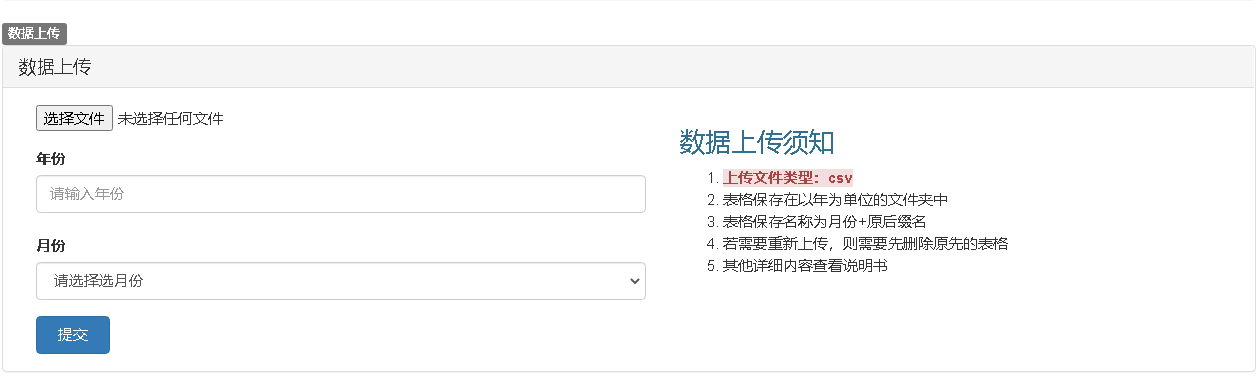 数据上传
数据上传
选择文件 未选择任何文件
年份
请输入年份
月份
请选择选月份
提交
数据上传须知
1. 上传文件类型：csv
2. 表格保存在以年为单位的文件夹中
3. 表格保存名称为月份+原后缀名
4. 若需要重新上传，则需要先删除原先的表格
5. 其他详细内容查看说明书